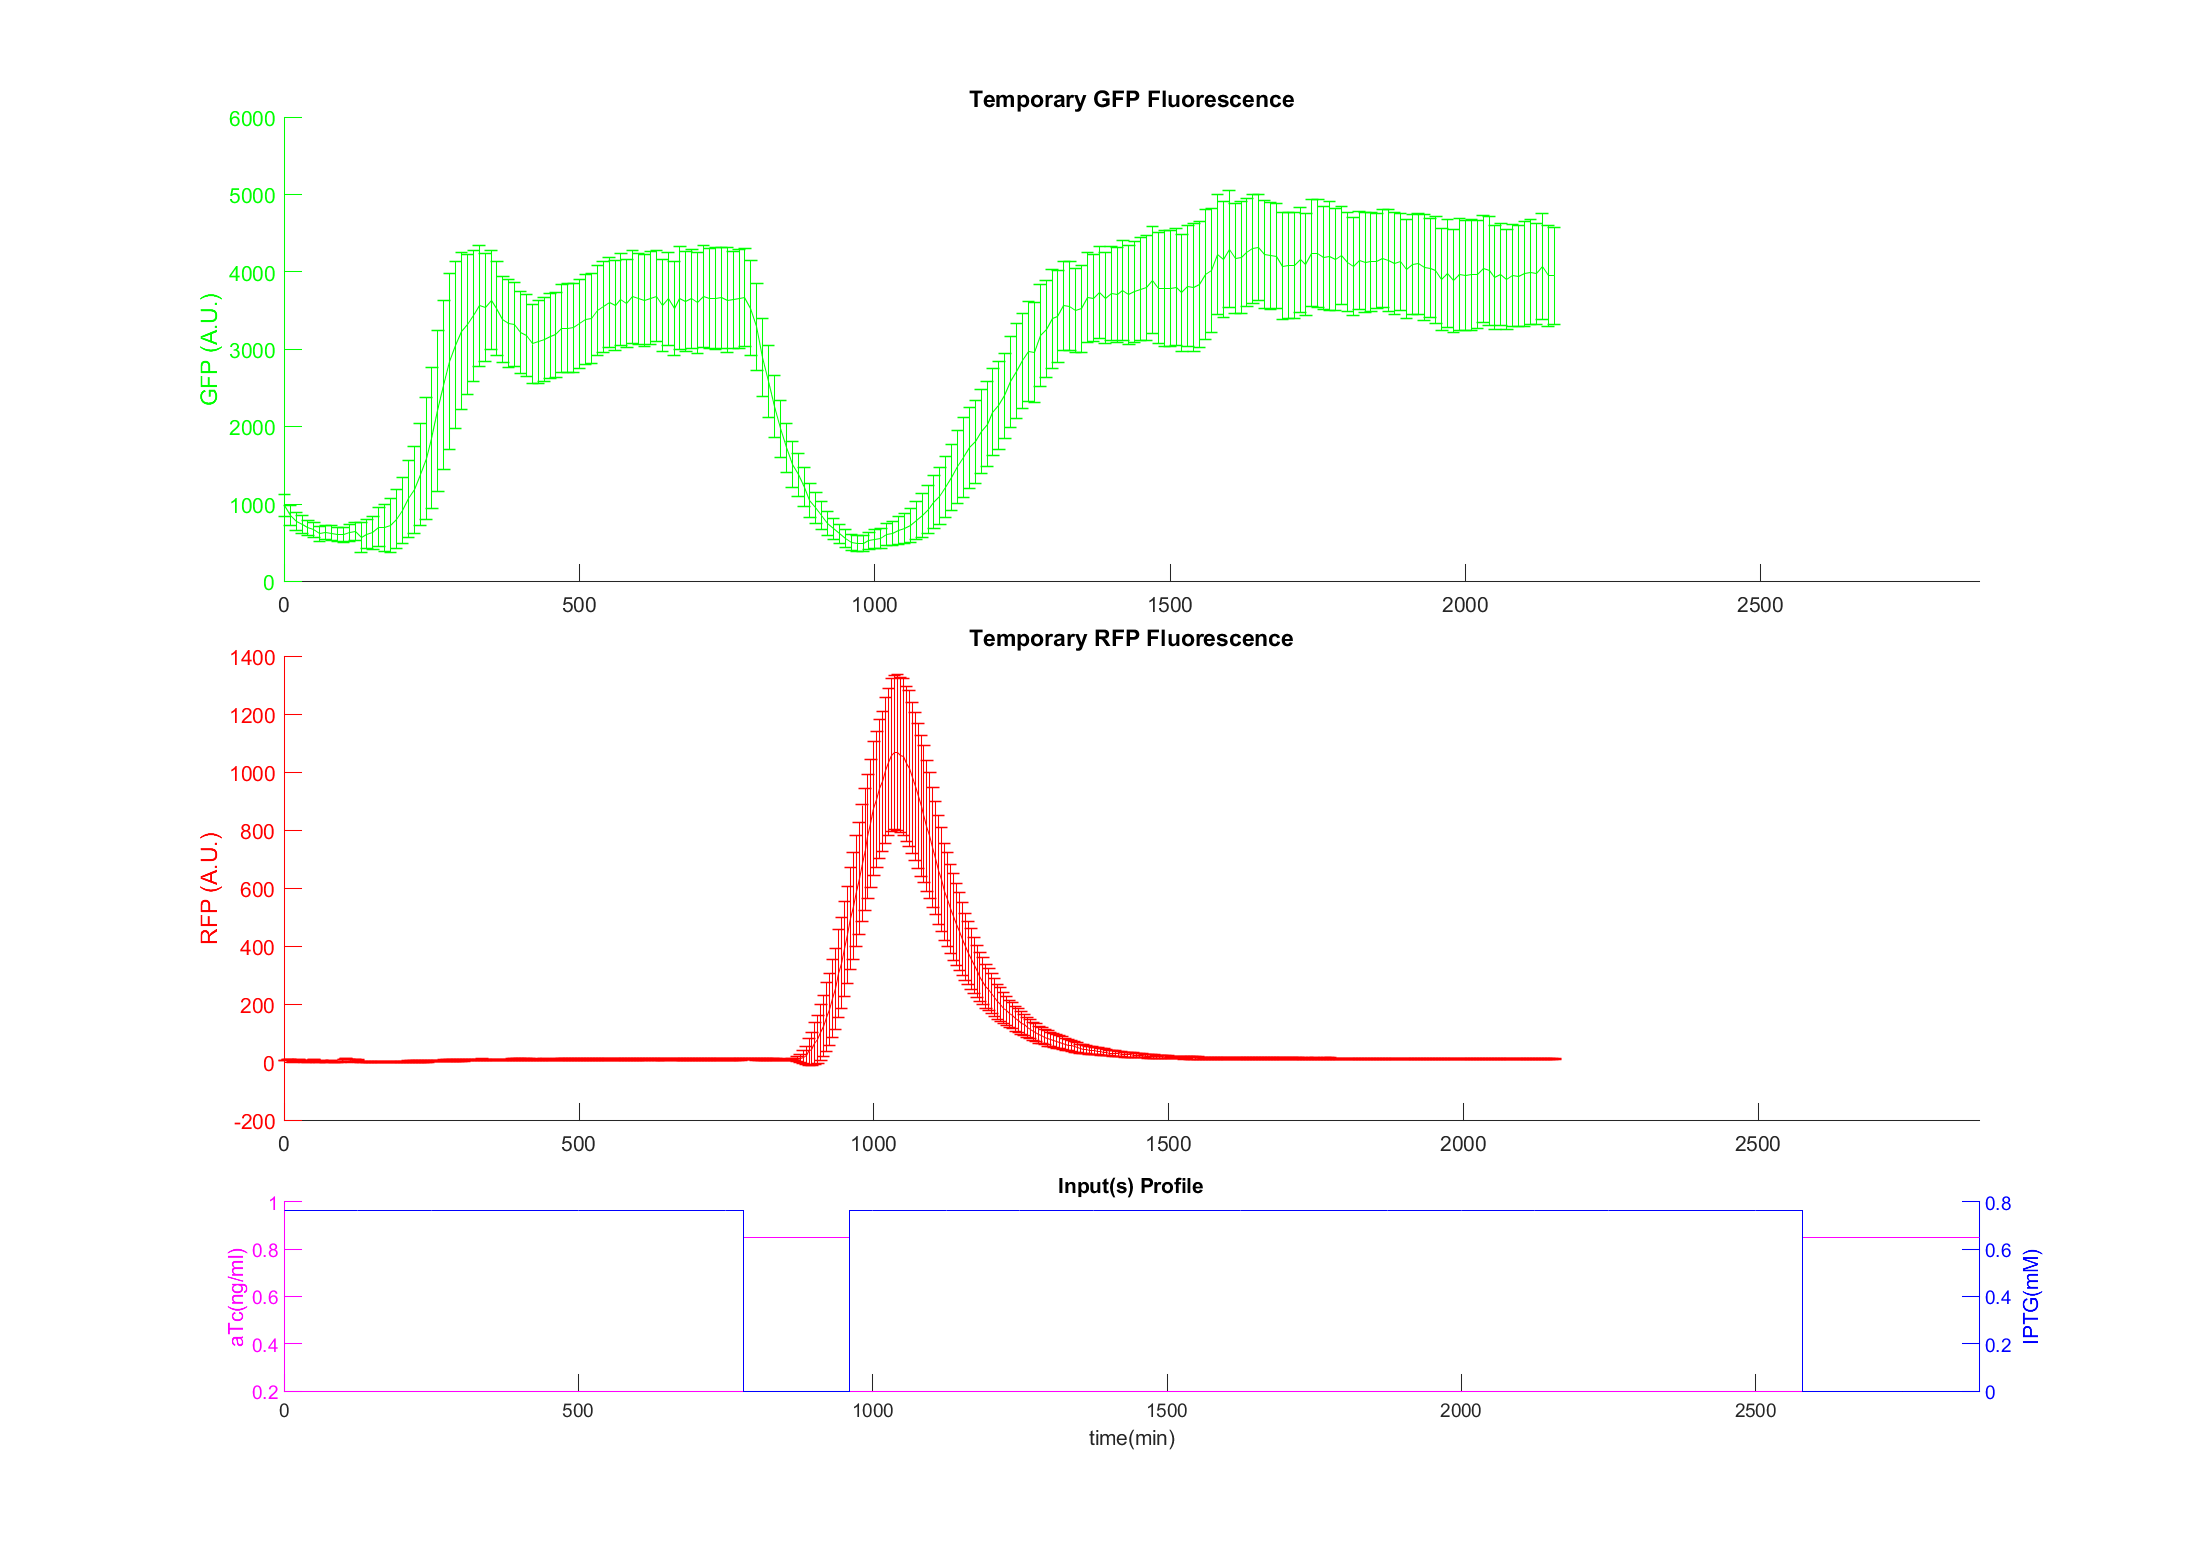 Temporary GFP Fluorescence
6000
5000
4000
3000
2000
1000
0
GFP (A.U.)
0 500 1000 1500 2000 2500
Temporary RFP Fluorescence
1400
1200
1000
800
600
400
200
0
-200
RFP (A.U.)
0 500 1000 1500 2000 2500
Input(s) Profile
1
0.8
0.6
0.4
0.2
aTc(ng/ml)
0.8
0.6
0.4
0.2
0
IPTG(mM)
0 500 1000 1500 2000 2500
time(min)